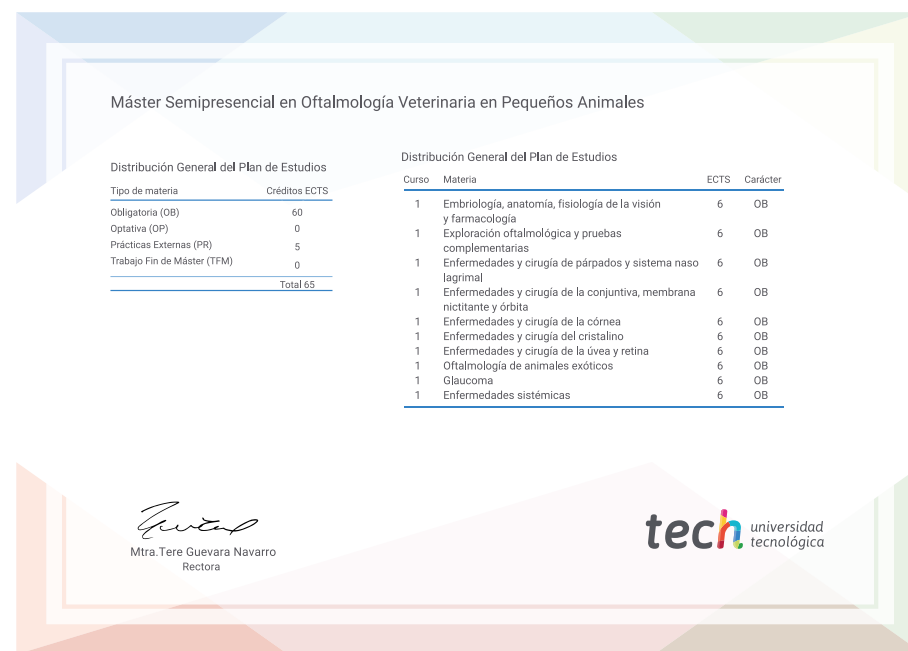 Máster Semipresencial en Oftalmología Veterinaria en Pequeños Animales
Distribución General del Plan de Estudios
Tipo de materia Créditos ECTS
Obligatoria (OB) 60
Optativa (OP) 0
Prácticas Externas (PR) 5
Trabajo Fin de Máster (TFM) 0
Total 65
Distribución General del Plan de Estudios
Curso Materia ECTS Carácter
1 Embriología, anatomía, fisiología de la visión 6 OB
y farmacología
1 Exploración oftalmológica y pruebas 6 OB
complementarias
1 Enfermedades y cirugía de párpados y sistema naso 6 OB
lagrimal
1 Enfermedades y cirugía de la conjuntiva, membrana 6 OB
nictitante y órbita
1 Enfermedades y cirugía de la córnea 6 OB
1 Enfermedades y cirugía del cristalino 6 OB
1 Enfermedades y cirugía de la úvea y retina 6 OB
1 Oftalmología de animales exóticos 6 OB
1 Glaucoma 6 OB
1 Enfermedades sistémicas 6 OB
Mtra.Tere Guevara Navarro
Rectora
tech universidad
tecnológica